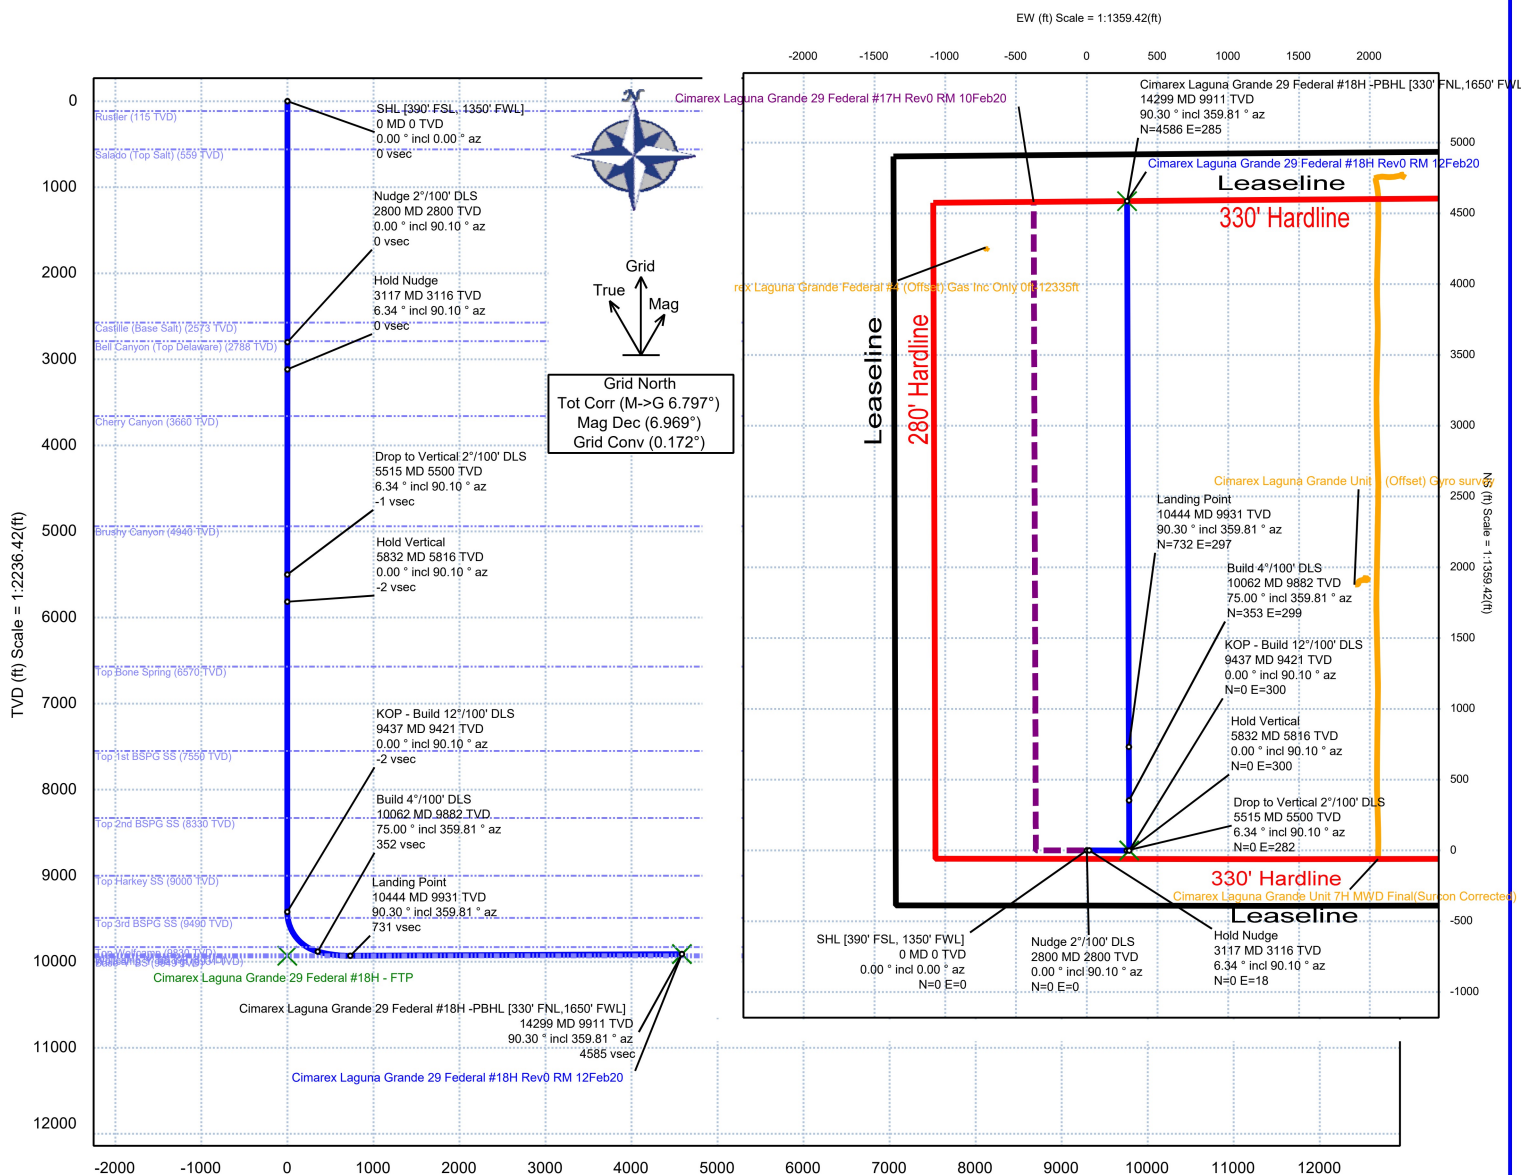 EW (ft) Scale = 1:1359.42(ft)
-2000 -1500 -1000 -500 0 500 1000 1500 2000
TVD (ft) Scale = 1:2236.42(ft)
0
1000
2000
3000
4000
5000
6000
7000
8000
9000
10000
11000
12000
Rustler (115 TVD)
Salado (Top Salt) (559 TVD)
Castille (Base Salt) (2573 TVD)
Bell Canyon (Top Delaware) (2788 TVD)
Cherry Canyon (3660 TVD)
Brushy Canyon (4940 TVD)
Top Bone Spring (6570 TVD)
Top 1st BSPG SS (7550 TVD)
Top 2nd BSPG SS (8330 TVD)
Top Harkey SS (9000 TVD)
Top 3rd BSPG SS (9490 TVD)
SHL [390' FSL, 1350' FWL]
0 MD 0 TVD
0.00 ° incl 0.00 ° az
0 vsec
Nudge 2°/100' DLS
2800 MD 2800 TVD
0.00 ° incl 90.10 ° az
0 vsec
Hold Nudge
3117 MD 3116 TVD
6.34 ° incl 90.10 ° az
0 vsec
Drop to Vertical 2°/100' DLS
5515 MD 5500 TVD
6.34 ° incl 90.10 ° az
-1 vsec
Hold Vertical
5832 MD 5816 TVD
0.00 ° incl 90.10 ° az
-2 vsec
KOP - Build 12°/100' DLS
9437 MD 9421 TVD
0.00 ° incl 90.10 ° az
-2 vsec
Build 4°/100' DLS
10062 MD 9882 TVD
75.00 ° incl 359.81 ° az
352 vsec
Landing Point
10444 MD 9931 TVD
90.30 ° incl 359.81 ° az
731 vsec
Cimarex Laguna Grande 29 Federal #18H - FTP
Cimarex Laguna Grande 29 Federal #18H -PBHL [330' FNL,1650' FWL]
14299 MD 9911 TVD
90.30 ° incl 359.81 ° az
4585 vsec
Cimarex Laguna Grande 29 Federal #18H Rev0 RM 12Feb20
N
Grid
True
Mag
Grid North
Tot Corr (M->G 6.797°)
Mag Dec (6.969°)
Grid Conv (0.172°)
Cimarex Laguna Grande 29 Federal #17H Rev0 RM 10Feb20
Cimarex Laguna Grande 29 Federal #18H -PBHL [330' FNL,1650' FWL
14299 MD 9911 TVD
90.30 ° incl 359.81 ° az
N=4586 E=285
Cimarex Laguna Grande 29 Federal #18H Rev0 RM 12Feb20
Leaseline
330' Hardline
rex Laguna Grande Federal #4 (Offset) Gas Inc Only 0ft-12335ft
Leaseline
280' Hardline
Cimarex Laguna Grande Unit (Offset) Gyro survey
Landing Point
10444 MD 9931 TVD
90.30 ° incl 359.81 ° az
N=732 E=297
Build 4°/100' DLS
10062 MD 9882 TVD
75.00 ° incl 359.81 ° az
N=353 E=299
KOP - Build 12°/100' DLS
9437 MD 9421 TVD
0.00 ° incl 90.10 ° az
N=0 E=300
Hold Vertical
5832 MD 5816 TVD
0.00 ° incl 90.10 ° az
N=0 E=300
Drop to Vertical 2°/100' DLS
5515 MD 5500 TVD
6.34 ° incl 90.10 ° az
N=0 E=282
330' Hardline
Cimarex Laguna Grande Unit 7H MWD Final(Surcon Corrected)
Leaseline
SHL [390' FSL, 1350' FWL]
0 MD 0 TVD
0.00 ° incl 0.00 ° az
N=0 E=0
Nudge 2°/100' DLS
2800 MD 2800 TVD
0.00 ° incl 90.10 ° az
N=0 E=0
Hold Nudge
3117 MD 3116 TVD
6.34 ° incl 90.10 ° az
N=0 E=18
5000
4500
4000
3500
3000
2500
2000
1500
1000
500
0
-500
-1000
NS (ft) Scale = 1:1359.42(ft)
-2000 -1000 0 1000 2000 3000 4000 5000 6000 7000 8000 9000 10000 11000 12000